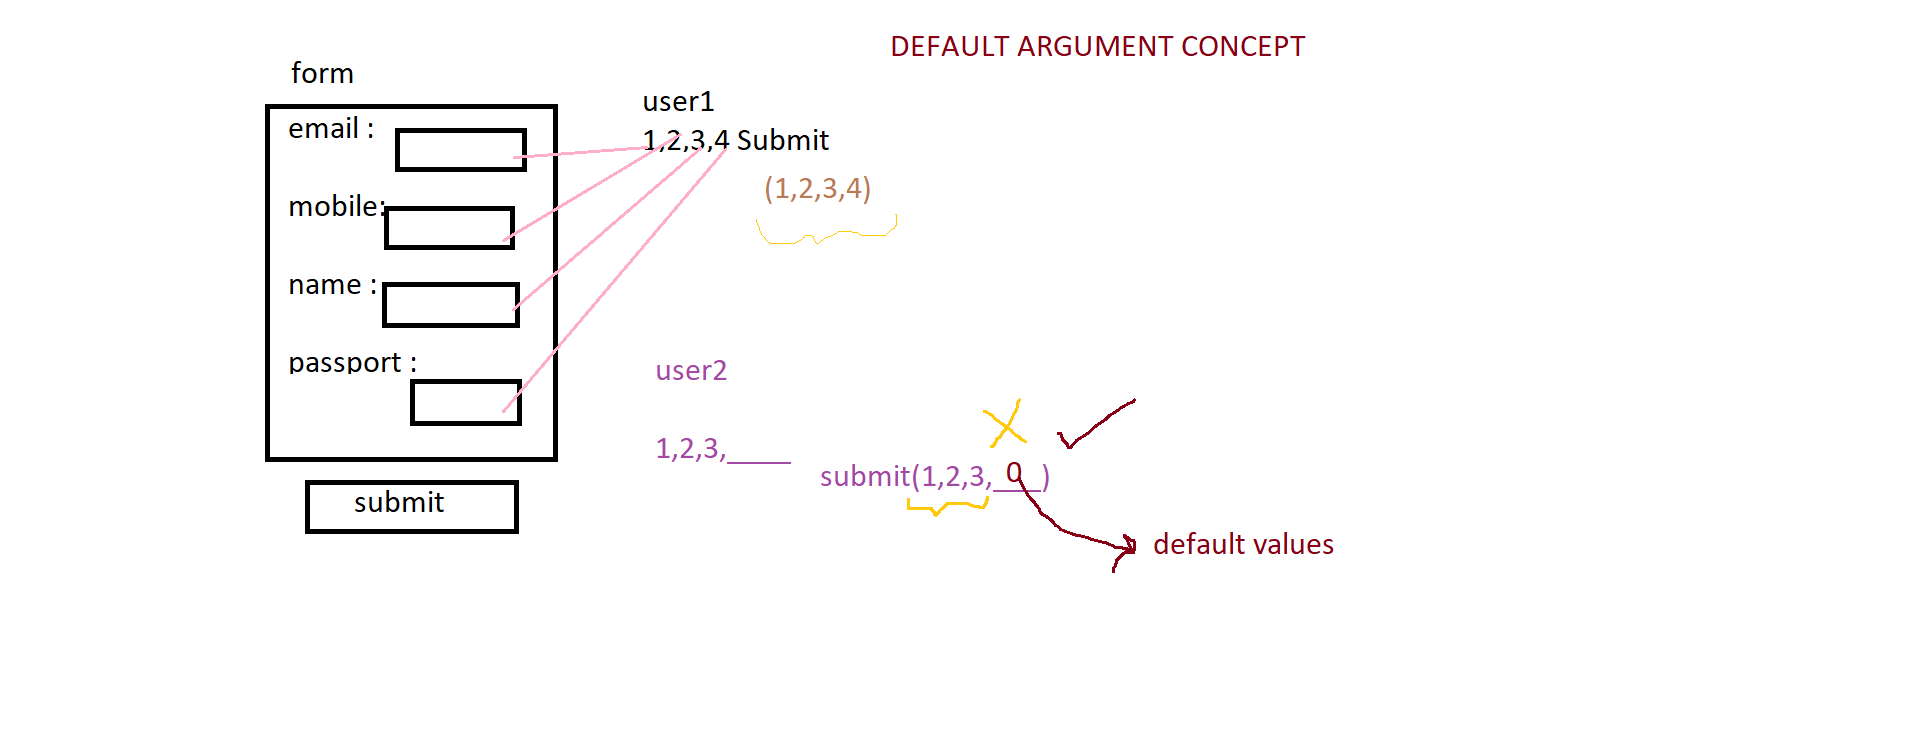 DEFAULT ARGUMENT CONCEPT
form
email :
mobile:
name :
passport :
submit
user1
1,2,3,4 Submit
(1,2,3,4)
user2
1,2,3,_____
submit(1,2,3,_0_)
default values